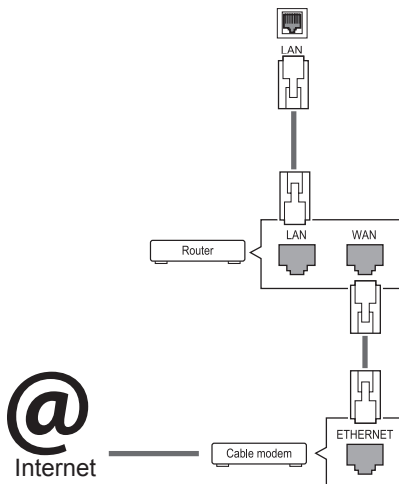 LAN
LAN WAN
Router
ETHERNET
@
Internet
Cable modem